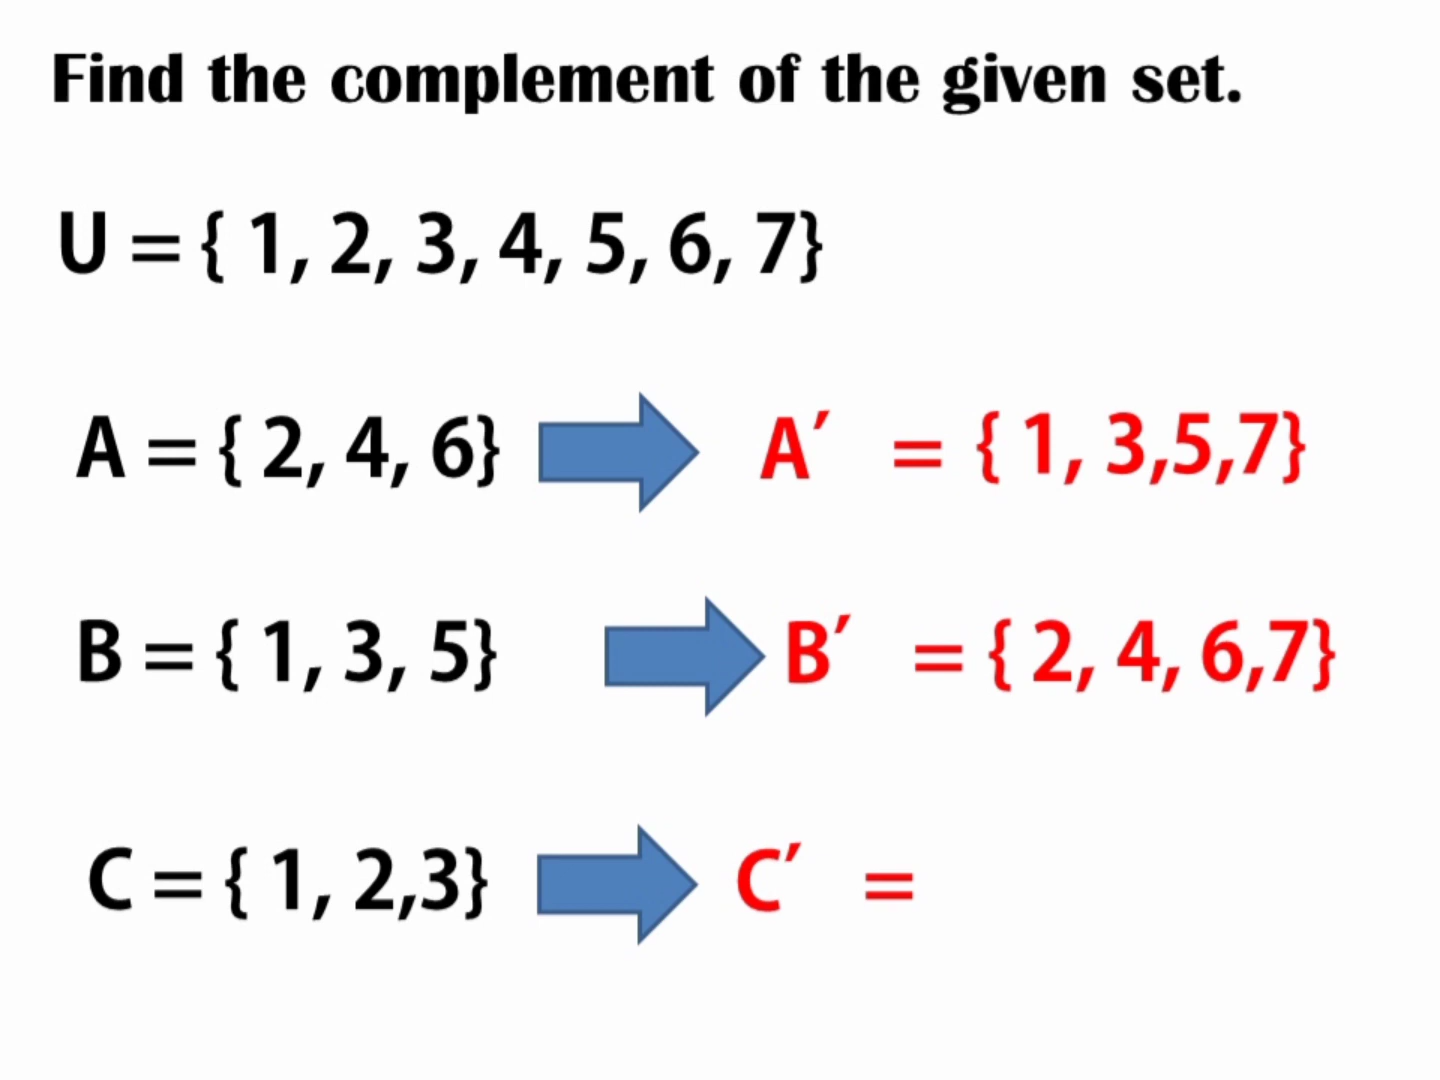 Find the complement of the given set.
U = { 1, 2, 3, 4, 5, 6, 7}
A = { 2, 4, 6} A′ = { 1, 3,5,7}
B = { 1, 3, 5} B′ = { 2, 4, 6,7}
C = { 1, 2,3} C′ =